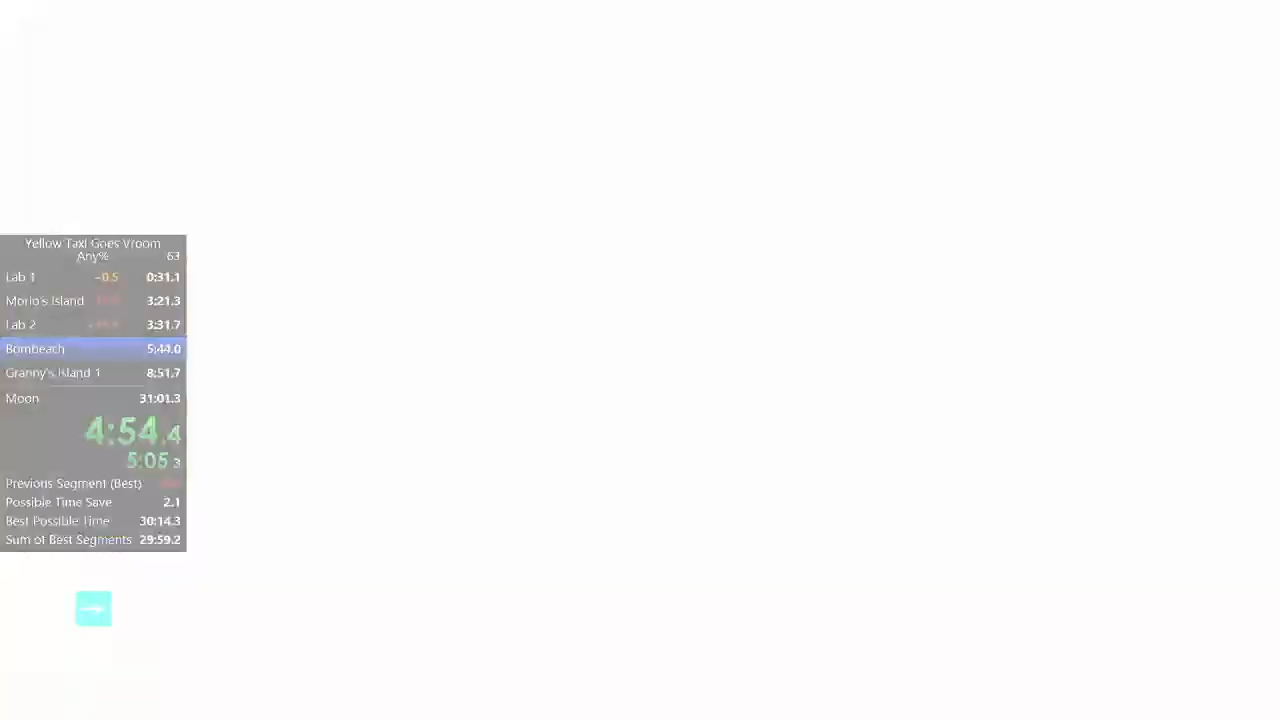 Yellow Taxi Goes Vroom
Any% 63
Lab 1 -0.5 0:31.1
Morio's Island 3:21.3
Lab 2 3:31.7
Bombeach 5:44.0
Granny's Island 1 8:51.7
Moon 31:01.3
4:54.4
5:05.3
Previous Segment (Best)
Possible Time Save 2.1
Best Possible Time 30:14.3
Sum of Best Segments 29:59.2
→